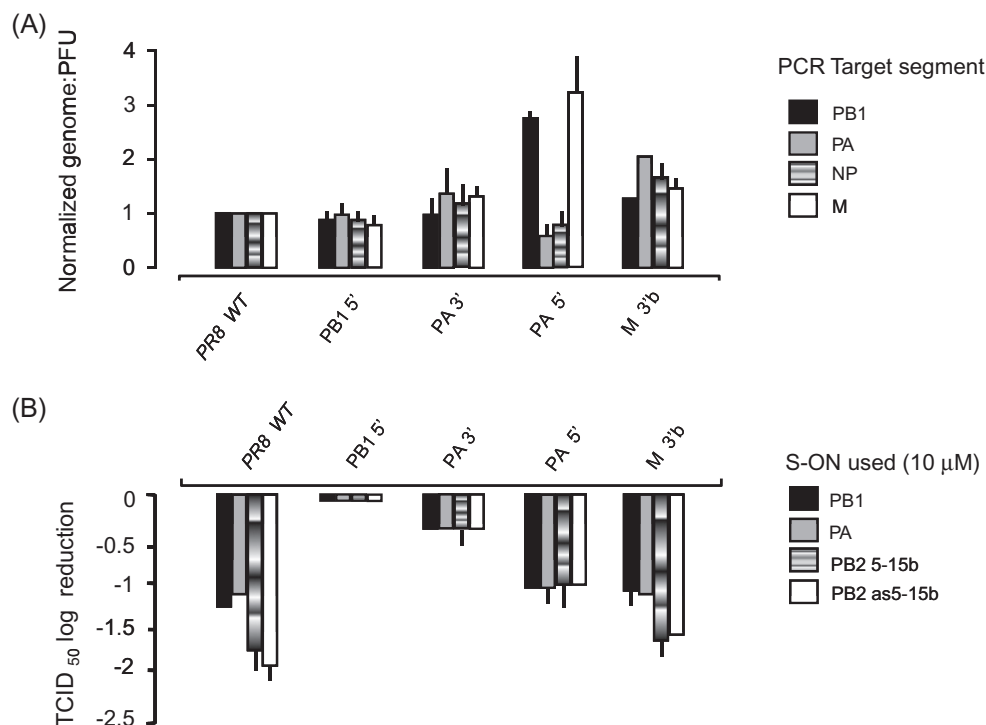 (A)
Normalized genome:PFU
4
3
2
1
0
PR8 WT
PB1 5'
PA 3'
PA 5'
M 3'b
PCR Target segment
PB1
PA
NP
M
(B)
PR8 WT
PB1 5'
PA 3'
PA 5'
M 3'b
TCID50 log reduction
0
-0.5
-1
-1.5
-2
-2.5
S-ON used (10 μM)
PB1
PA
PB2 5-15b
PB2 as5-15b